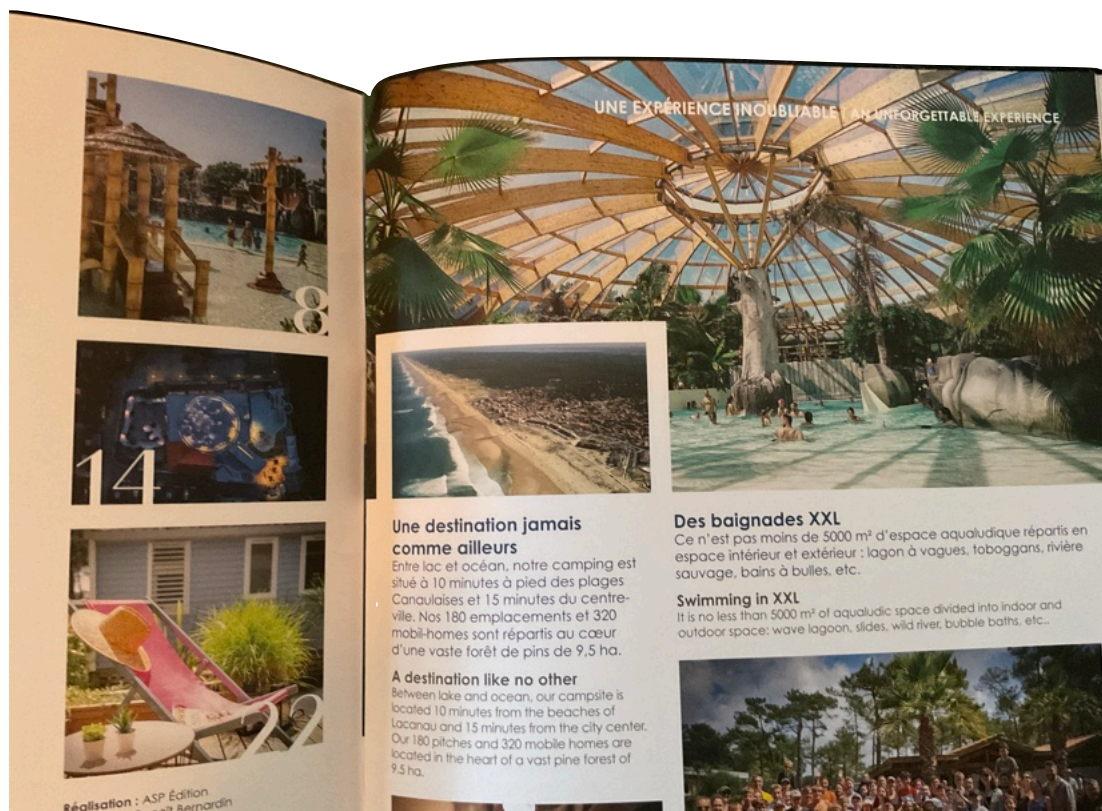 8
14
22
Réalisation : ASP Édition
Bernardin
UNE EXPÉRIENCE INOUBLIABLE | AN UNFORGETTABLE EXPERIENCE
Une destination jamais
comme ailleurs
Entre lac et océan, notre camping est
situé à 10 minutes à pied des plages
Canaulaises et 15 minutes du centre-
ville. Nos 180 emplacements et 320
mobil-homes sont répartis au cœur
d'une vaste forêt de pins de 9,5 ha.
A destination like no other
Between lake and ocean, our campsite is
located 10 minutes from the beaches of
Lacanau and 15 minutes from the city center.
Our 180 pitches and 320 mobile homes are
located in the heart of a vast pine forest of
9.5 ha.
Des baignades XXL
Ce n'est pas moins de 5000 m² d'espace aqualudique répartis en
espace intérieur et extérieur : lagon à vagues, toboggans, rivière
sauvage, bains à bulles, etc.
Swimming in XXL
It is no less than 5000 m² of aqualudic space divided into indoor and
outdoor space: wave lagoon, slides, wild river, bubble baths, etc..